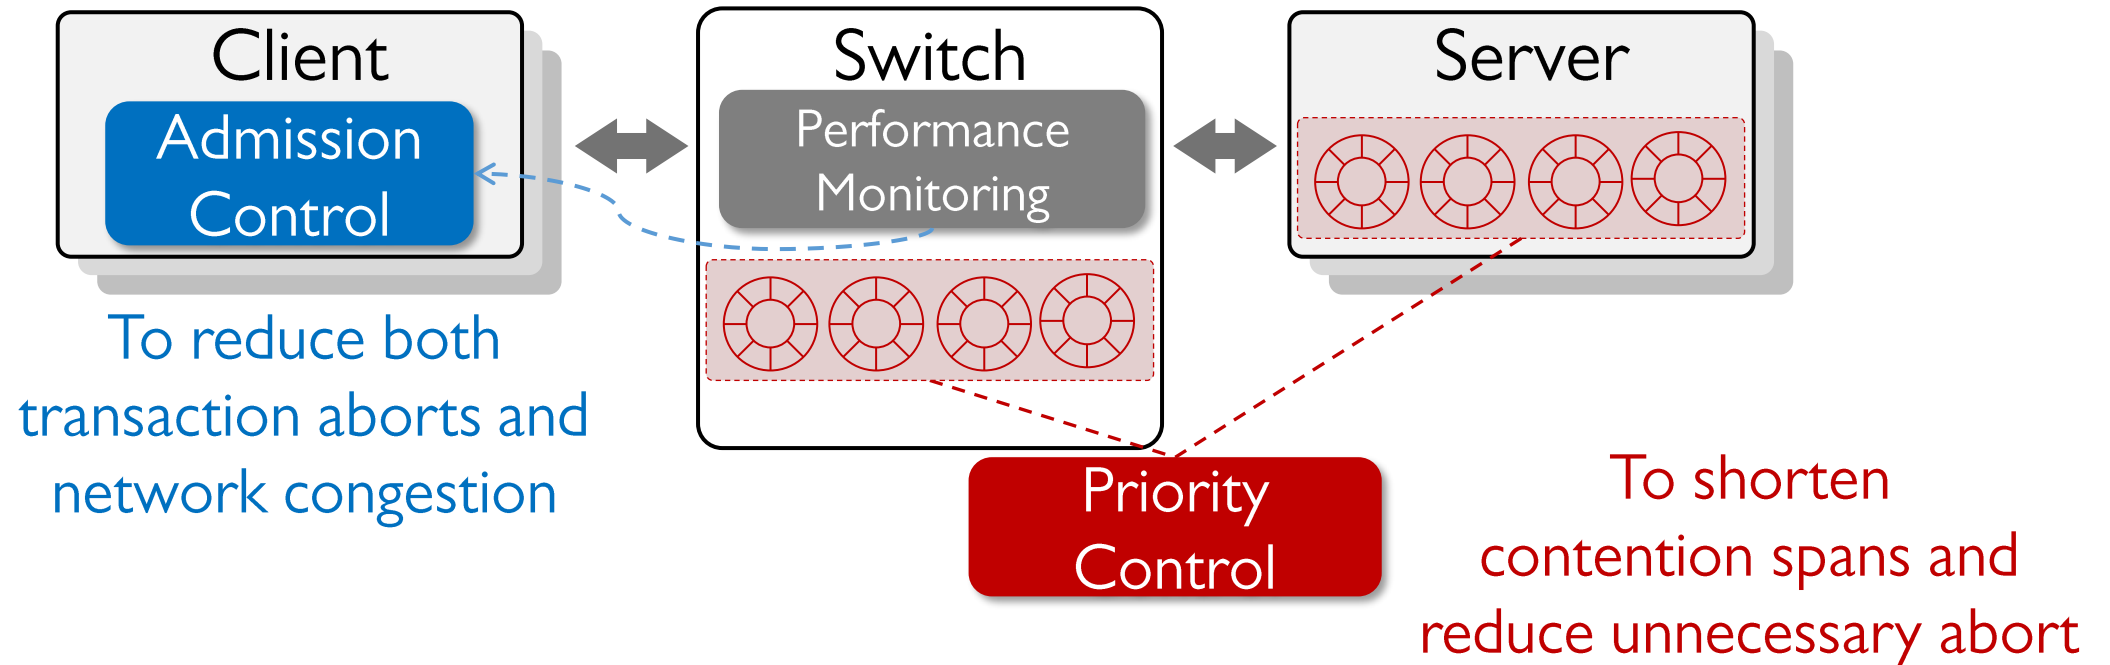 Client
Admission
Control
Switch
Performance
Monitoring
Server
To reduce both
transaction aborts and
network congestion
Priority
Control
To shorten
contention spans and
reduce unnecessary abort